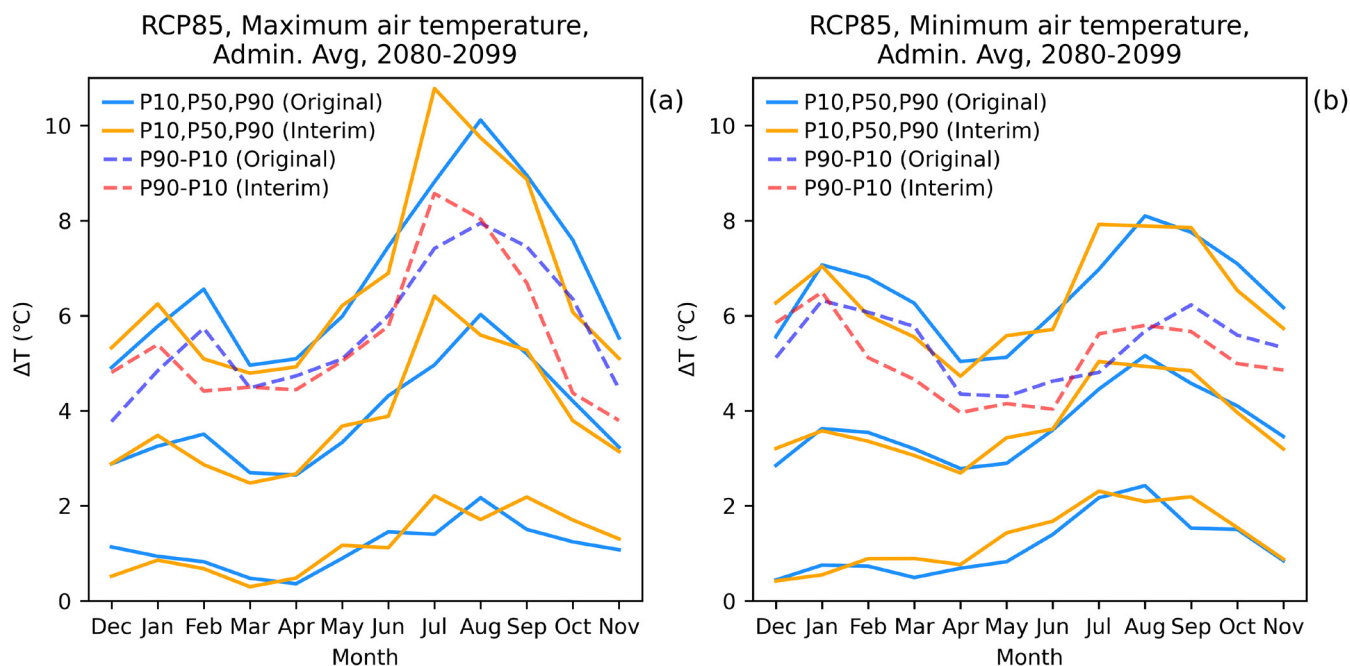 RCP85, Maximum air temperature,
Admin. Avg, 2080-2099
P10,P50,P90 (Original)
P10,P50,P90 (Interim)
P90-P10 (Original)
P90-P10 (Interim)
(a)
10
8
6
4
2
0
ΔT (℃)
Dec Jan Feb Mar Apr May Jun Jul Aug Sep Oct Nov
Month
RCP85, Minimum air temperature,
Admin. Avg, 2080-2099
P10,P50,P90 (Original)
P10,P50,P90 (Interim)
P90-P10 (Original)
P90-P10 (Interim)
(b)
10
8
6
4
2
0
ΔT (℃)
Dec Jan Feb Mar Apr May Jun Jul Aug Sep Oct Nov
Month